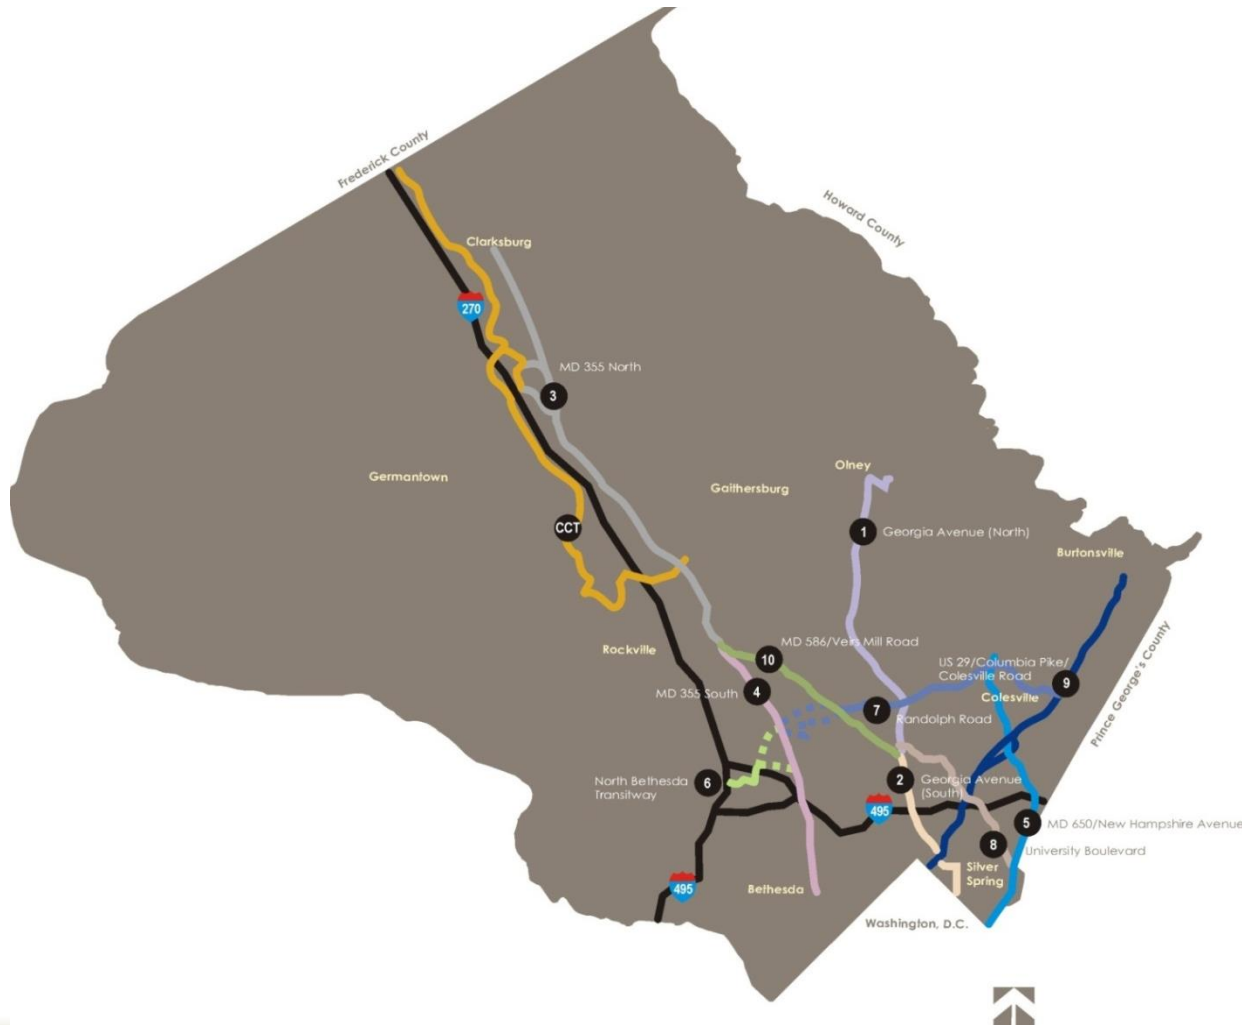 Frederick County
Howard County
Clarksburg
270
MD 355 North
3
Olney
Germantown
Gaithersburg
CCT
1
Georgia Avenue (North)
Burtonsville
MD 586/Veirs Mill Road
Rockville
10
US 29/Columbia Pike/
Colesville Road
9
Prince George's County
MD 355 South
4
Colesville
7
Randolph Road
North Bethesda
Transitway
6
2
Georgia Avenue
(South)
495
5
MD 650/New Hampshire Avenue
8
University Boulevard
Silver
Spring
495
Bethesda
Washington, D.C.